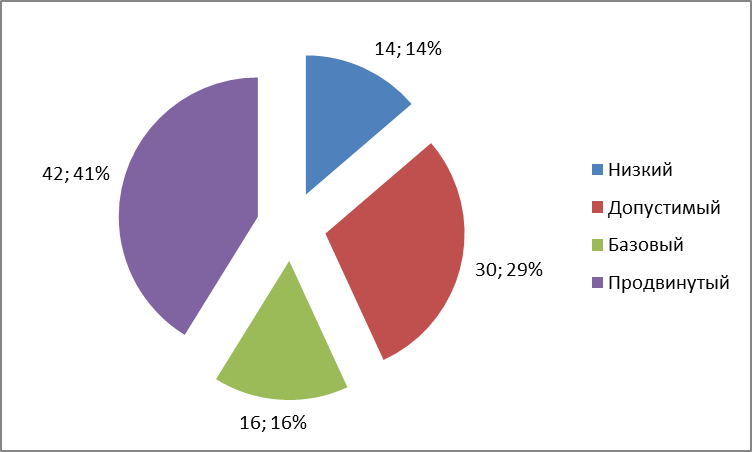 14; 14%
42; 41%
30; 29%
16; 16%
Низкий
Допустимый
Базовый
Продвинутый